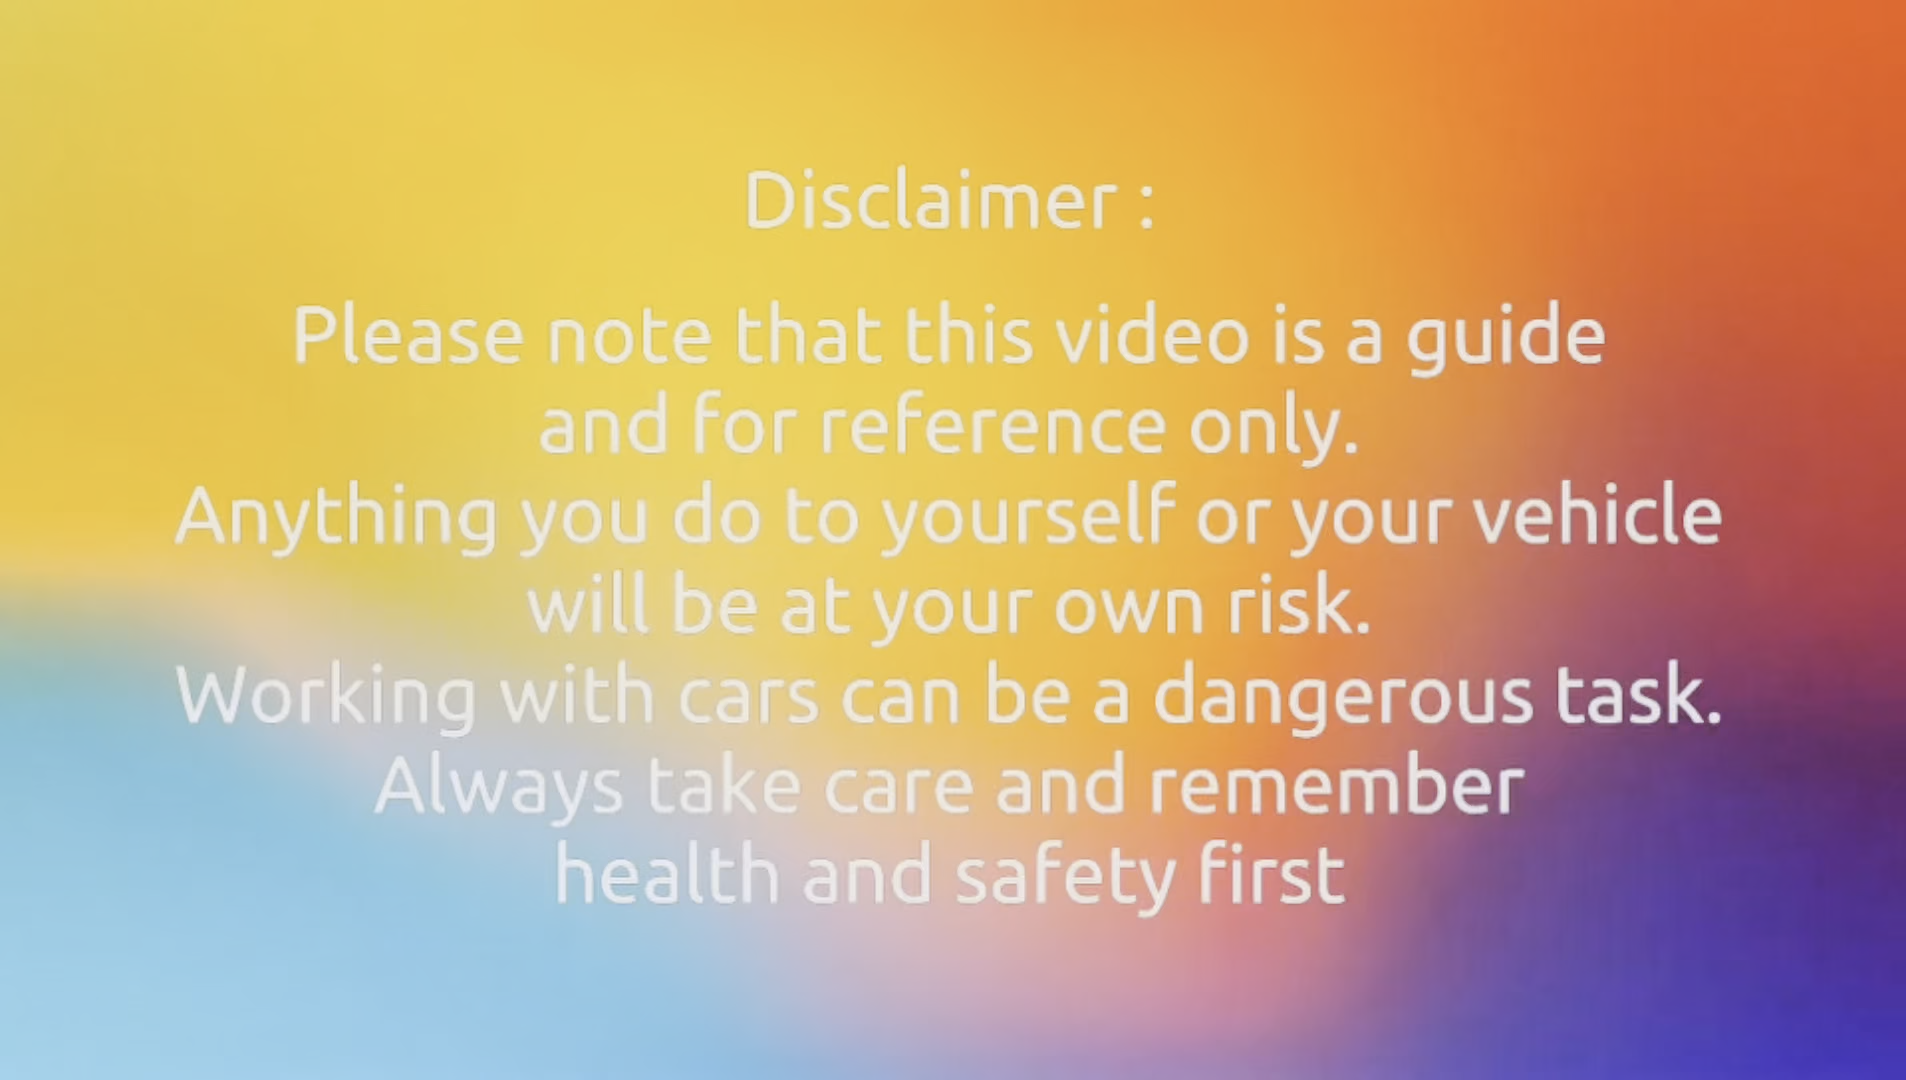 Disclaimer :
Please note that this video is a guide
and for reference only.
Anything you do to yourself or your vehicle
will be at your own risk.
Working with cars can be a dangerous task.
Always take care and remember
health and safety first